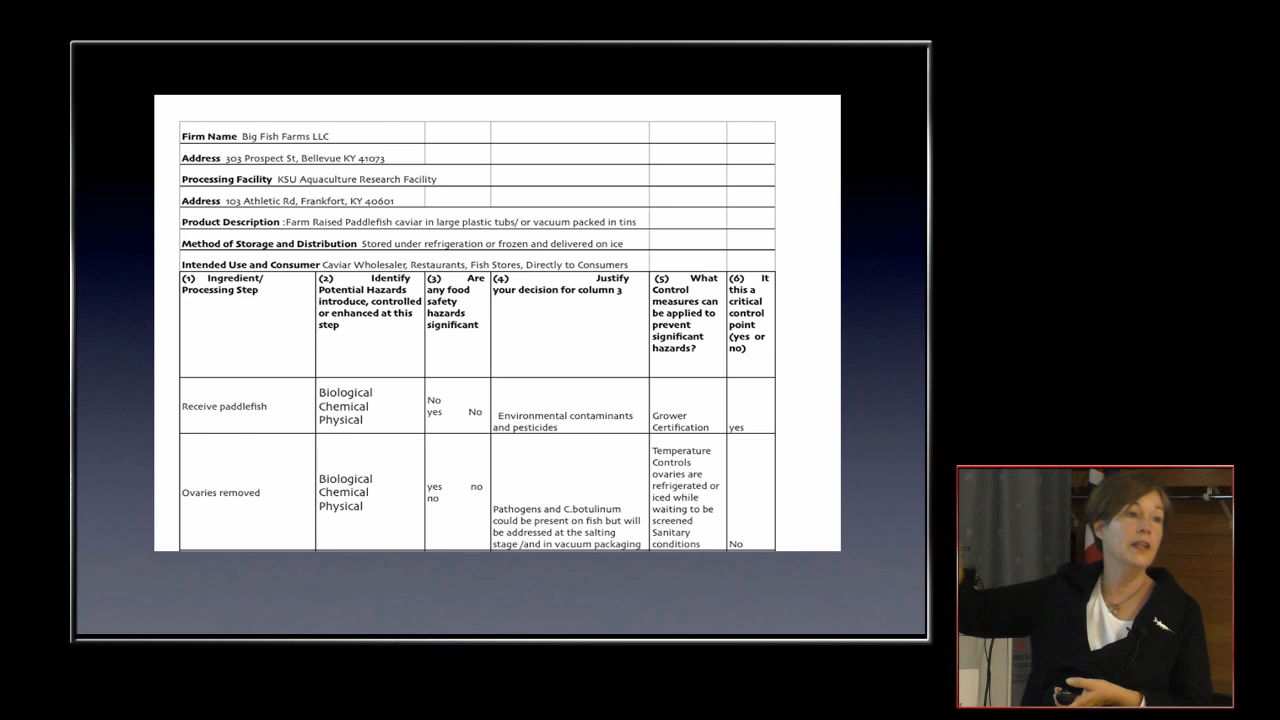 Firm Name Big Fish Farms LLC
Address 303 Prospect St, Bellevue KY 41073
Processing Facility KSU Aquaculture Research Facility
Address 103 Athletic Rd, Frankfort, KY 40601
Product Description :Farm Raised Paddlefish caviar in large plastic tubs/ or vacuum packed in tins
Method of Storage and Distribution Stored under refrigeration or frozen and delivered on ice
Intended Use and Consumer Caviar Wholesaler, Restaurants, Fish Stores, Directly to Consumers
(1) Ingredient/
Processing Step
(2) Identify
Potential Hazards
introduce, controlled
or enhanced at this
step
(3) Are
any food
safety
hazards
significant
(4) Justify
your decision for column 3
(5) What
Control
measures can
be applied to
prevent
significant
hazards?
(6) It
this a
critical
control
point
(yes or
no)
Receive paddlefish
Biological
Chemical
Physical
No
yes No
Environmental contaminants
and pesticides
Grower
Certification
yes
Ovaries removed
Biological
Chemical
Physical
yes no
no
Pathogens and C.botulinum
could be present on fish but will
be addressed at the salting
stage /and in vacuum packaging
Temperature
Controls
ovaries are
refrigerated or
iced while
waiting to be
screened
Sanitary
conditions
No